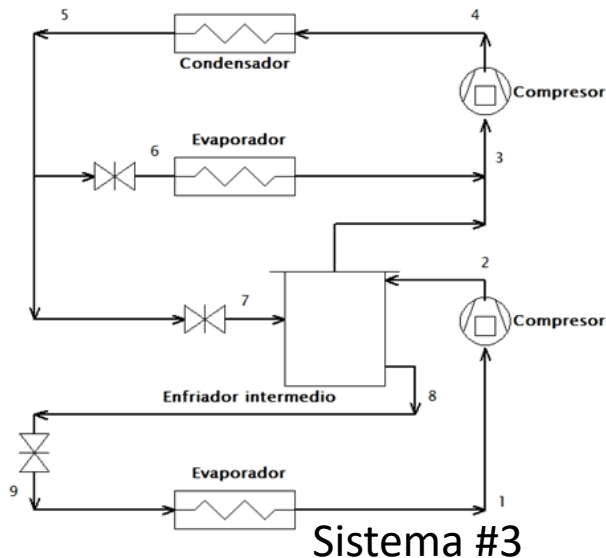 5
4
Condensador
Compresor
Evaporador
6
3
7
2
Compresor
Enfriador intermedio
8
Evaporador
9
1
Sistema #3